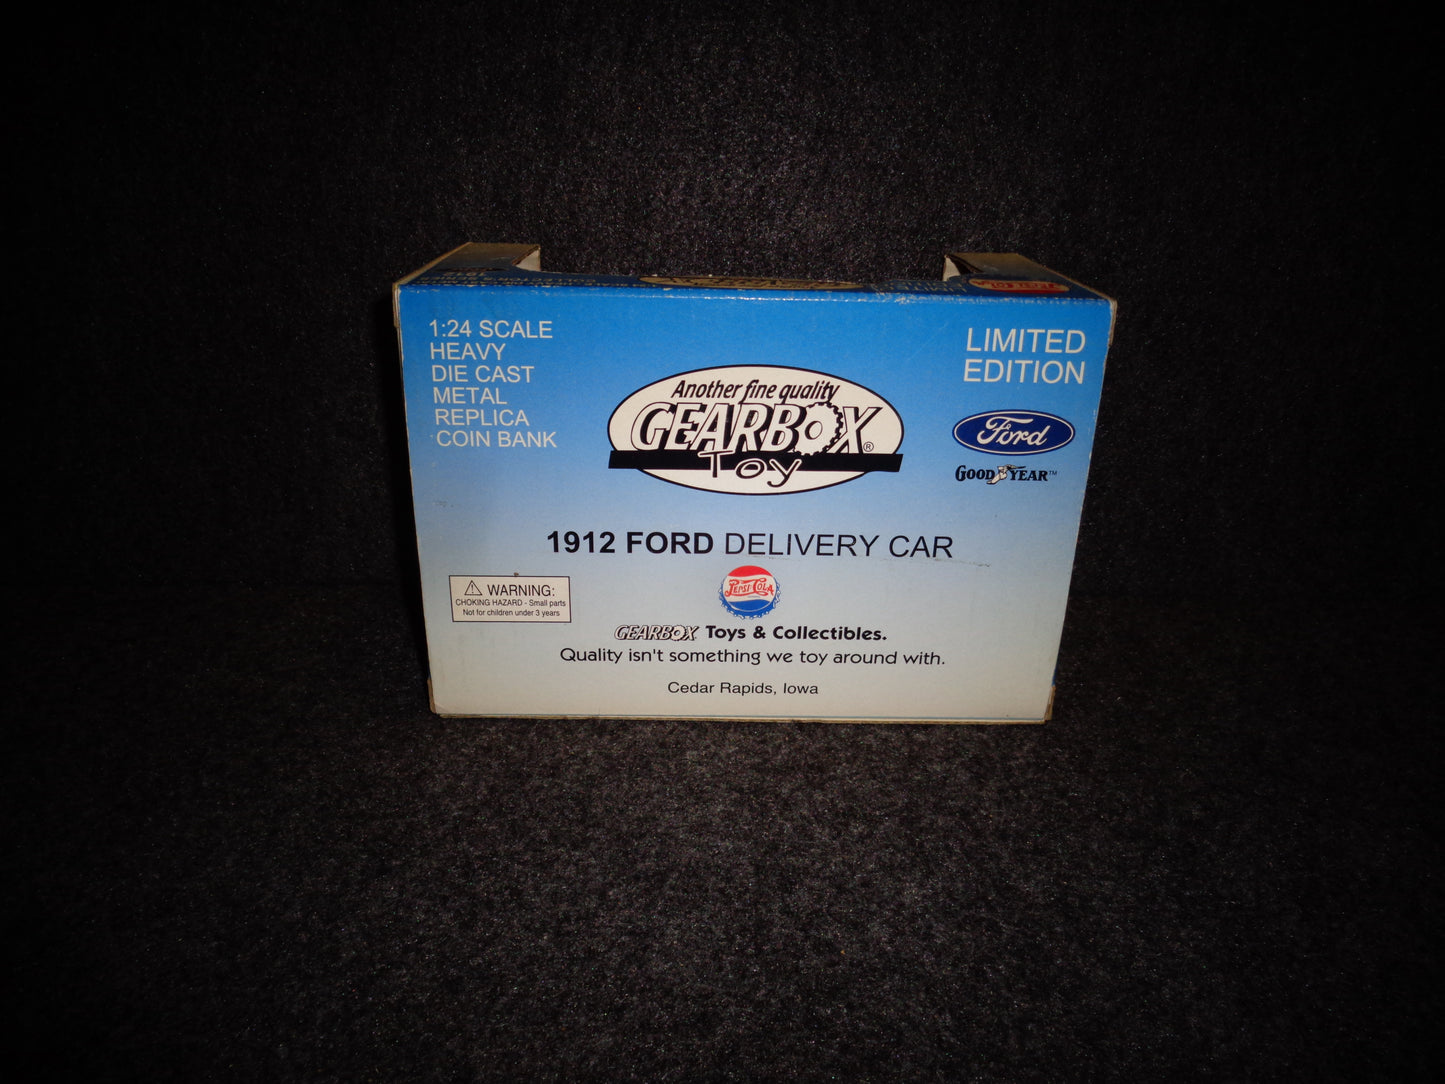 1:24 SCALE
HEAVY
DIE CAST
METAL
REPLICA
COIN BANK
LIMITED
EDITION
Another fine quality
GEARBOX®
Toy
Ford
GOOD YEAR™
1912 FORD DELIVERY CAR
PEPSI-COLA
WARNING:
CHOKING HAZARD - Small parts
Not for children under 3 years
GEARBOX Toys & Collectibles.
Quality isn't something we toy around with.
Cedar Rapids, Iowa